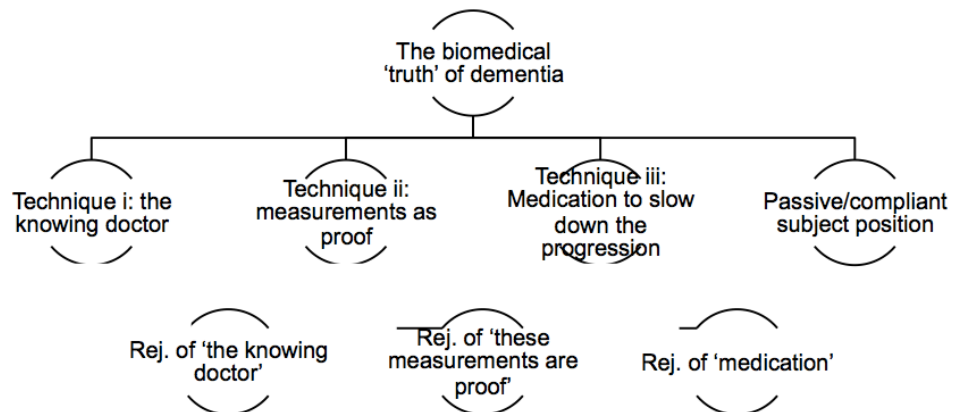 The biomedical
‘truth’ of dementia
Technique i: the
knowing doctor
Technique ii:
measurements as
proof
Technique iii:
Medication to slow
down the
progression
Passive/compliant
subject position
Rej. of ‘the knowing
doctor’
Rej. of ‘these
measurements are
proof’
Rej. of ‘medication’